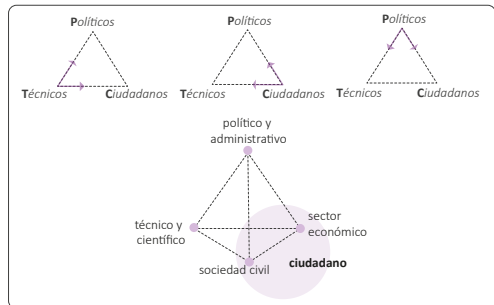 Políticos
Técnicos
Ciudadanos
Políticos
Técnicos
Ciudadanos
Políticos
Técnicos
Ciudadanos
político y
administrativo
técnico y
científico
sector
económico
ciudadano
sociedad civil